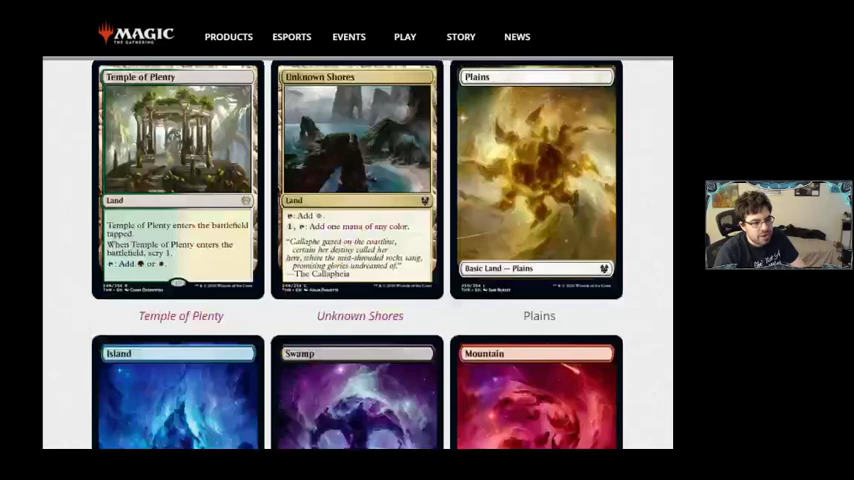 MAGIC
THE GATHERING
PRODUCTS
ESPORTS
EVENTS
PLAY
STORY
NEWS
Temple of Plenty
Land
Temple of Plenty enters the battlefield
tapped.
When Temple of Plenty enters the
battlefield, scry 1.
: Add or .
Unknown Shores
Land
: Add .
1, : Add one mana of any color.
"Callaphe gazed on the coastline,
certain her destiny called her
here, where the mist-shrouded rocks sang,
promising glories undreamed of."
—The Callapheia
Plains
Basic Land — Plains
Temple of Plenty
Unknown Shores
Plains
Island
Swamp
Mountain